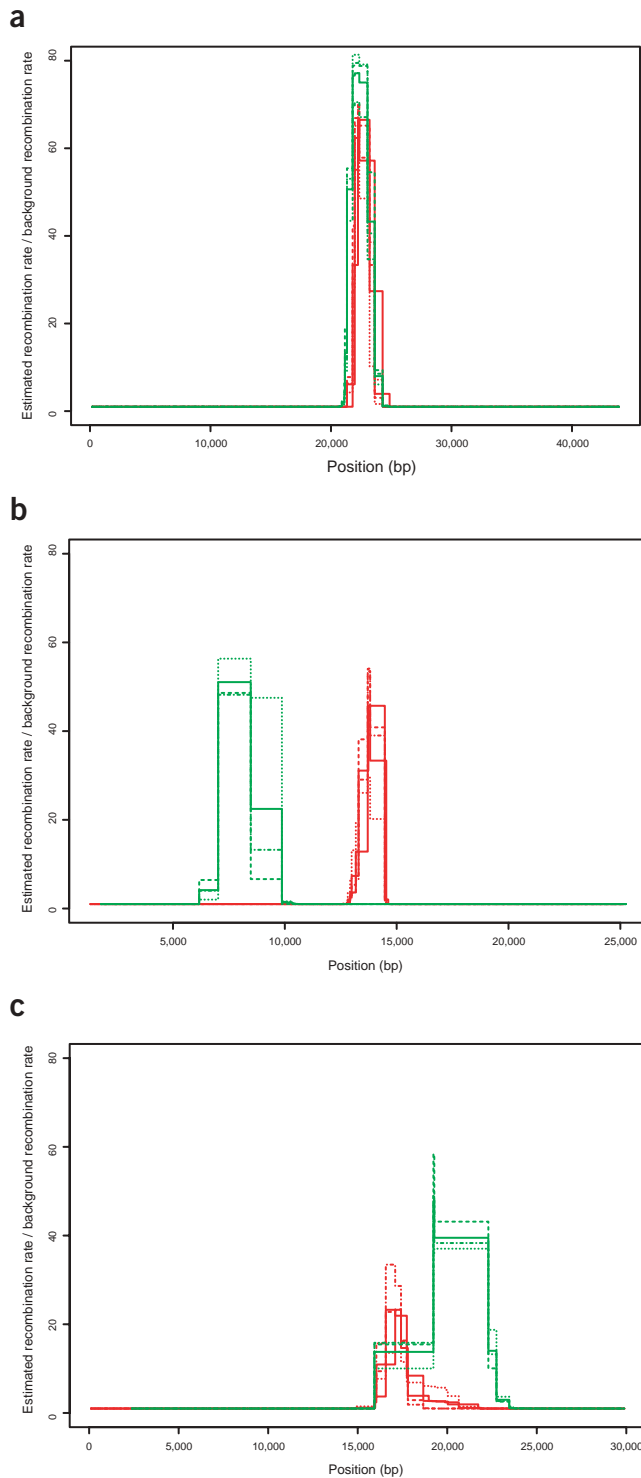 a
Estimated recombination rate / background recombination rate
80
60
40
20
0
0 10,000 20,000 30,000 40,000
Position (bp)
b
Estimated recombination rate / background recombination rate
80
60
40
20
0
5,000 10,000 15,000 20,000 25,000
Position (bp)
c
Estimated recombination rate / background recombination rate
80
60
40
20
0
0 5,000 10,000 15,000 20,000 25,000 30,000
Position (bp)